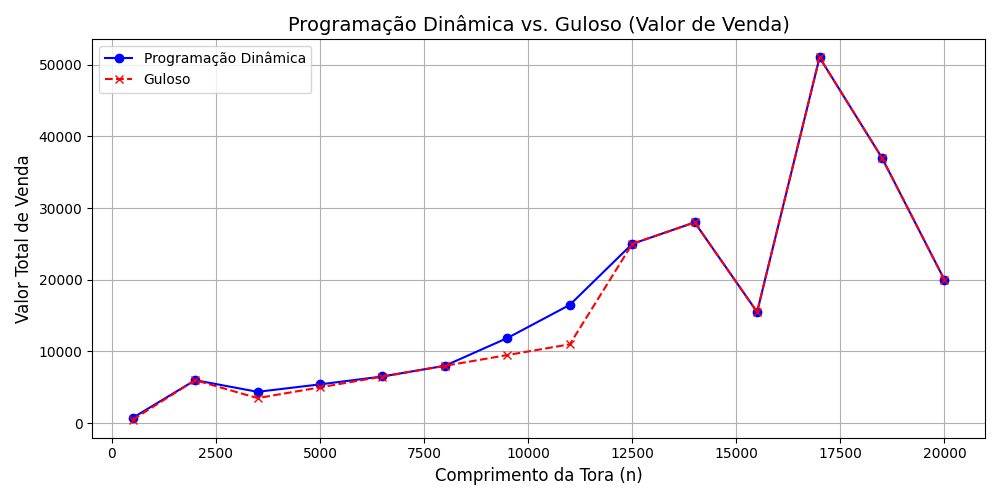 Programação Dinâmica vs. Guloso (Valor de Venda)
Programação Dinâmica
Guloso
Valor Total de Venda
50000
40000
30000
20000
10000
0
0 2500 5000 7500 10000 12500 15000 17500 20000
Comprimento da Tora (n)